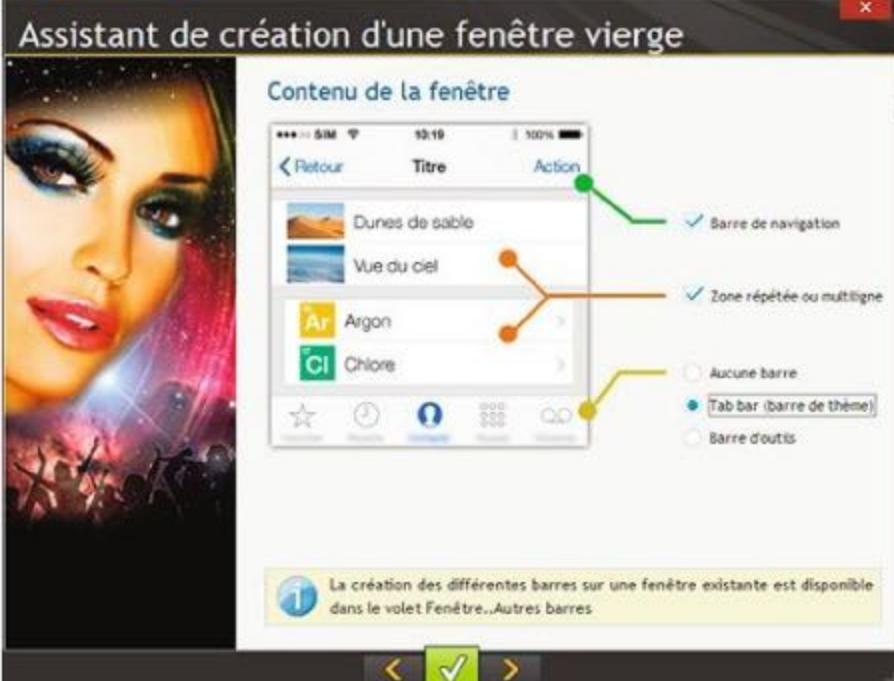 Assistant de création d'une fenêtre vierge
Contenu de la fenêtre
SIM 10:19 100%
Retour Titre Action
Dunes de sable
Vue du ciel
Ar Argon
Cl Chlore
Barre de navigation
Zone répétée ou multiligne
Aucune barre
Tab bar (barre de thème)
Barre d'outils
La création des différentes barres sur une fenêtre existante est disponible
dans le volet Fenêtre..Autres barres